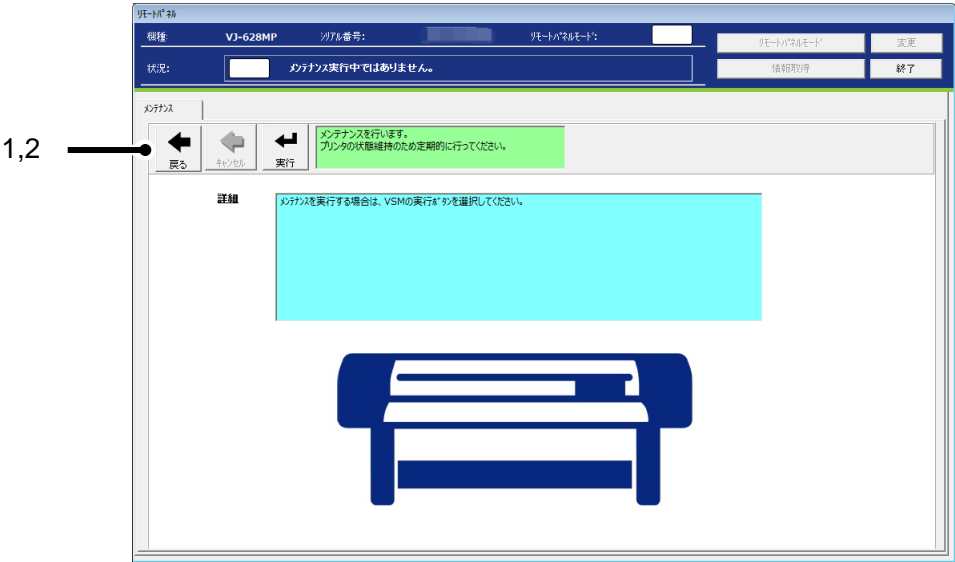 ﾘﾓｰﾄﾊﾟﾈﾙ
機種: VJ-628MP ｼﾘｱﾙ番号: ﾘﾓｰﾄﾊﾟﾈﾙﾓｰﾄﾞ: ﾘﾓｰﾄﾊﾟﾈﾙﾓｰﾄﾞ 変更
状況: ﾒﾝﾃﾅﾝｽ実行中ではありません。 情報取得 終了
ﾒﾝﾃﾅﾝｽ
1,2
戻る ｷｬﾝｾﾙ 実行
メンテナンスを行います。
プリンタの状態維持のため定期的に行ってください。
詳細
ﾒﾝﾃﾅﾝｽを実行する場合は、VSMの実行ﾎﾞﾀﾝを選択してください。